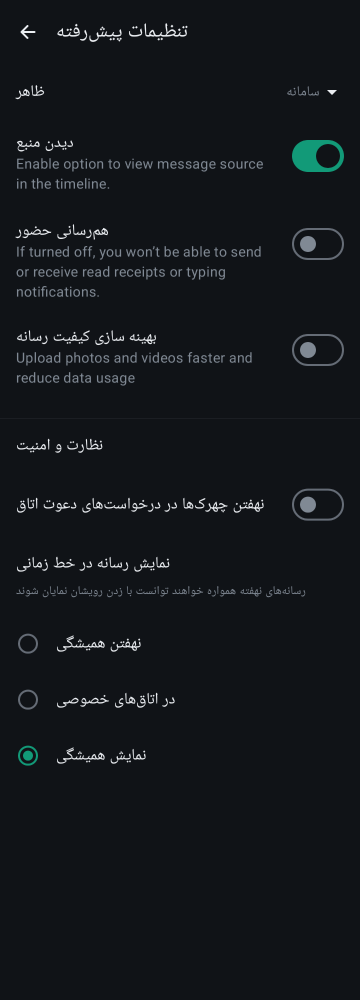 تنظیمات پیش‌رفته
ظاهر
سامانه
دیدن منبع
Enable option to view message source
in the timeline.
هم‌رسانی حضور
If turned off, you won’t be able to send
or receive read receipts or typing
notifications.
بهینه سازی کیفیت رسانه
Upload photos and videos faster and
reduce data usage
نظارت و امنیت
نهفتن چهرک‌ها در درخواست‌های دعوت اتاق
نمایش رسانه در خط زمانی
رسانه‌های نهفته همواره خواهند توانست با زدن رویشان نمایان شوند
نهفتن همیشگی
در اتاق‌های خصوصی
نمایش همیشگی